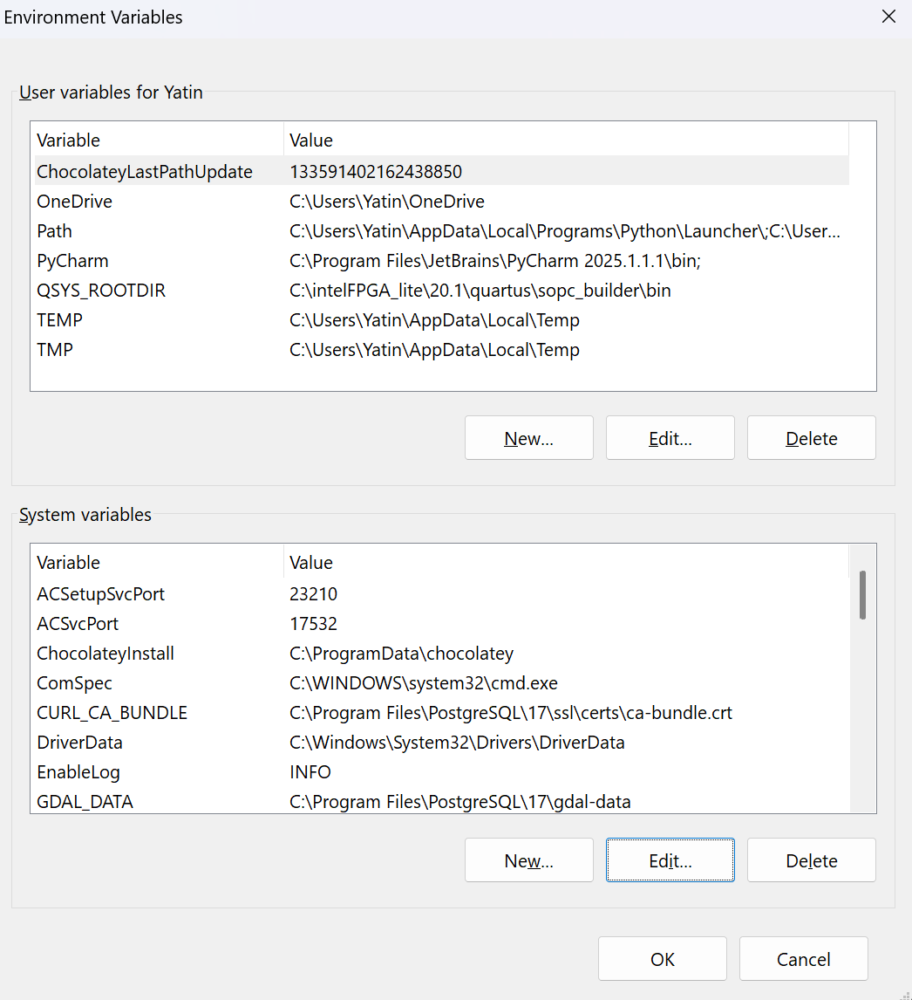 Environment Variables
User variables for Yatin
Variable Value
ChocolateyLastPathUpdate 133591402162438850
OneDrive C:\Users\Yatin\OneDrive
Path C:\Users\Yatin\AppData\Local\Programs\Python\Launcher\;C:\User...
PyCharm C:\Program Files\JetBrains\PyCharm 2025.1.1.1\bin;
QSYS_ROOTDIR C:\intelFPGA_lite\20.1\quartus\sopc_builder\bin
TEMP C:\Users\Yatin\AppData\Local\Temp
TMP C:\Users\Yatin\AppData\Local\Temp
New... Edit... Delete
System variables
Variable Value
ACSetupSvcPort 23210
ACSvcPort 17532
ChocolateyInstall C:\ProgramData\chocolatey
ComSpec C:\WINDOWS\system32\cmd.exe
CURL_CA_BUNDLE C:\Program Files\PostgreSQL\17\ssl\certs\ca-bundle.crt
DriverData C:\Windows\System32\Drivers\DriverData
EnableLog INFO
GDAL_DATA C:\Program Files\PostgreSQL\17\gdal-data
New... Edit... Delete
OK Cancel